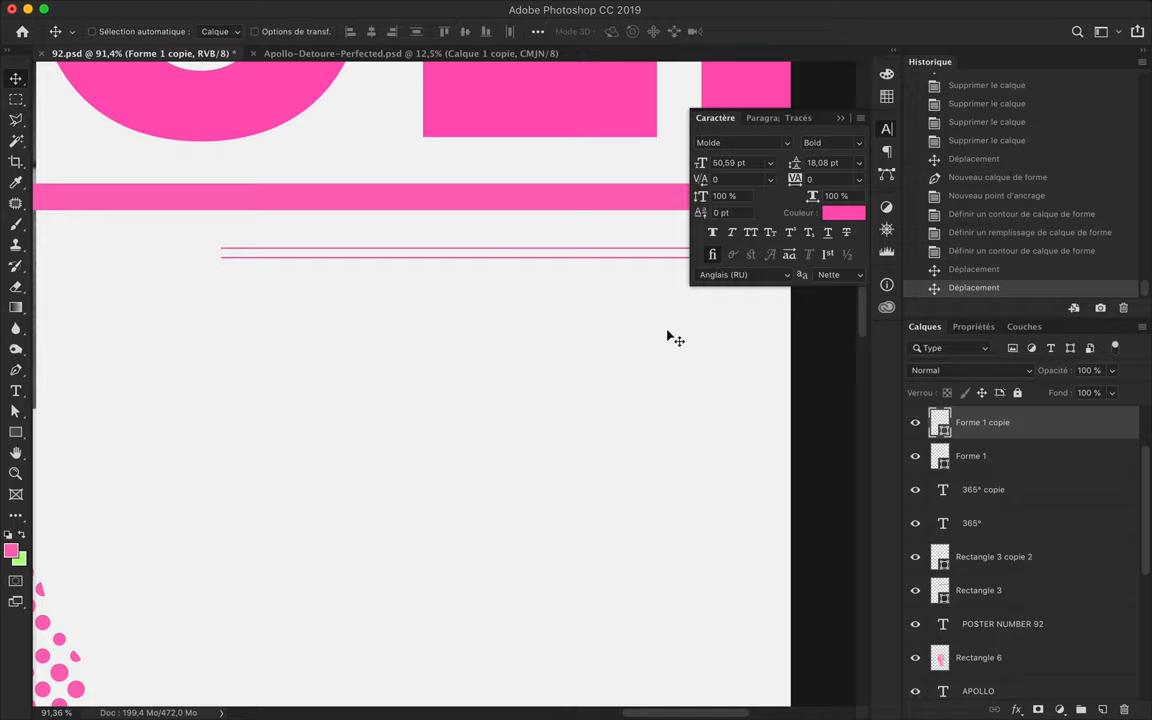 Adobe Photoshop CC 2019
Sélection automatique : Calque Options de transf. Mode 3D :
92.psd @ 91,4% (Forme 1 copie, RVB/8) * Apollo-Detoure-Perfected.psd @ 12,5% (Calque 1 copie, CMJN/8)
Historique
Supprimer le calque
Supprimer le calque
Supprimer le calque
Supprimer le calque
Déplacement
Nouveau calque de forme
Nouveau point d'ancrage
Définir un contour de calque de forme
Définir un remplissage de calque de forme
Définir un contour de calque de forme
Déplacement
Déplacement
Caractère Paragra Tracés
Molde Bold
50,59 pt 18,08 pt
0 0
100 % 100 %
0 pt Couleur :
Anglais (RU) aa Nette
Calques Propriétés Couches
Type
Normal Opacité : 100 %
Verrou : Fond : 100 %
Forme 1 copie
Forme 1
365° copie
365°
Rectangle 3 copie 2
Rectangle 3
POSTER NUMBER 92
Rectangle 6
APOLLO
91,36 % Doc : 199,4 Mo/472,0 Mo